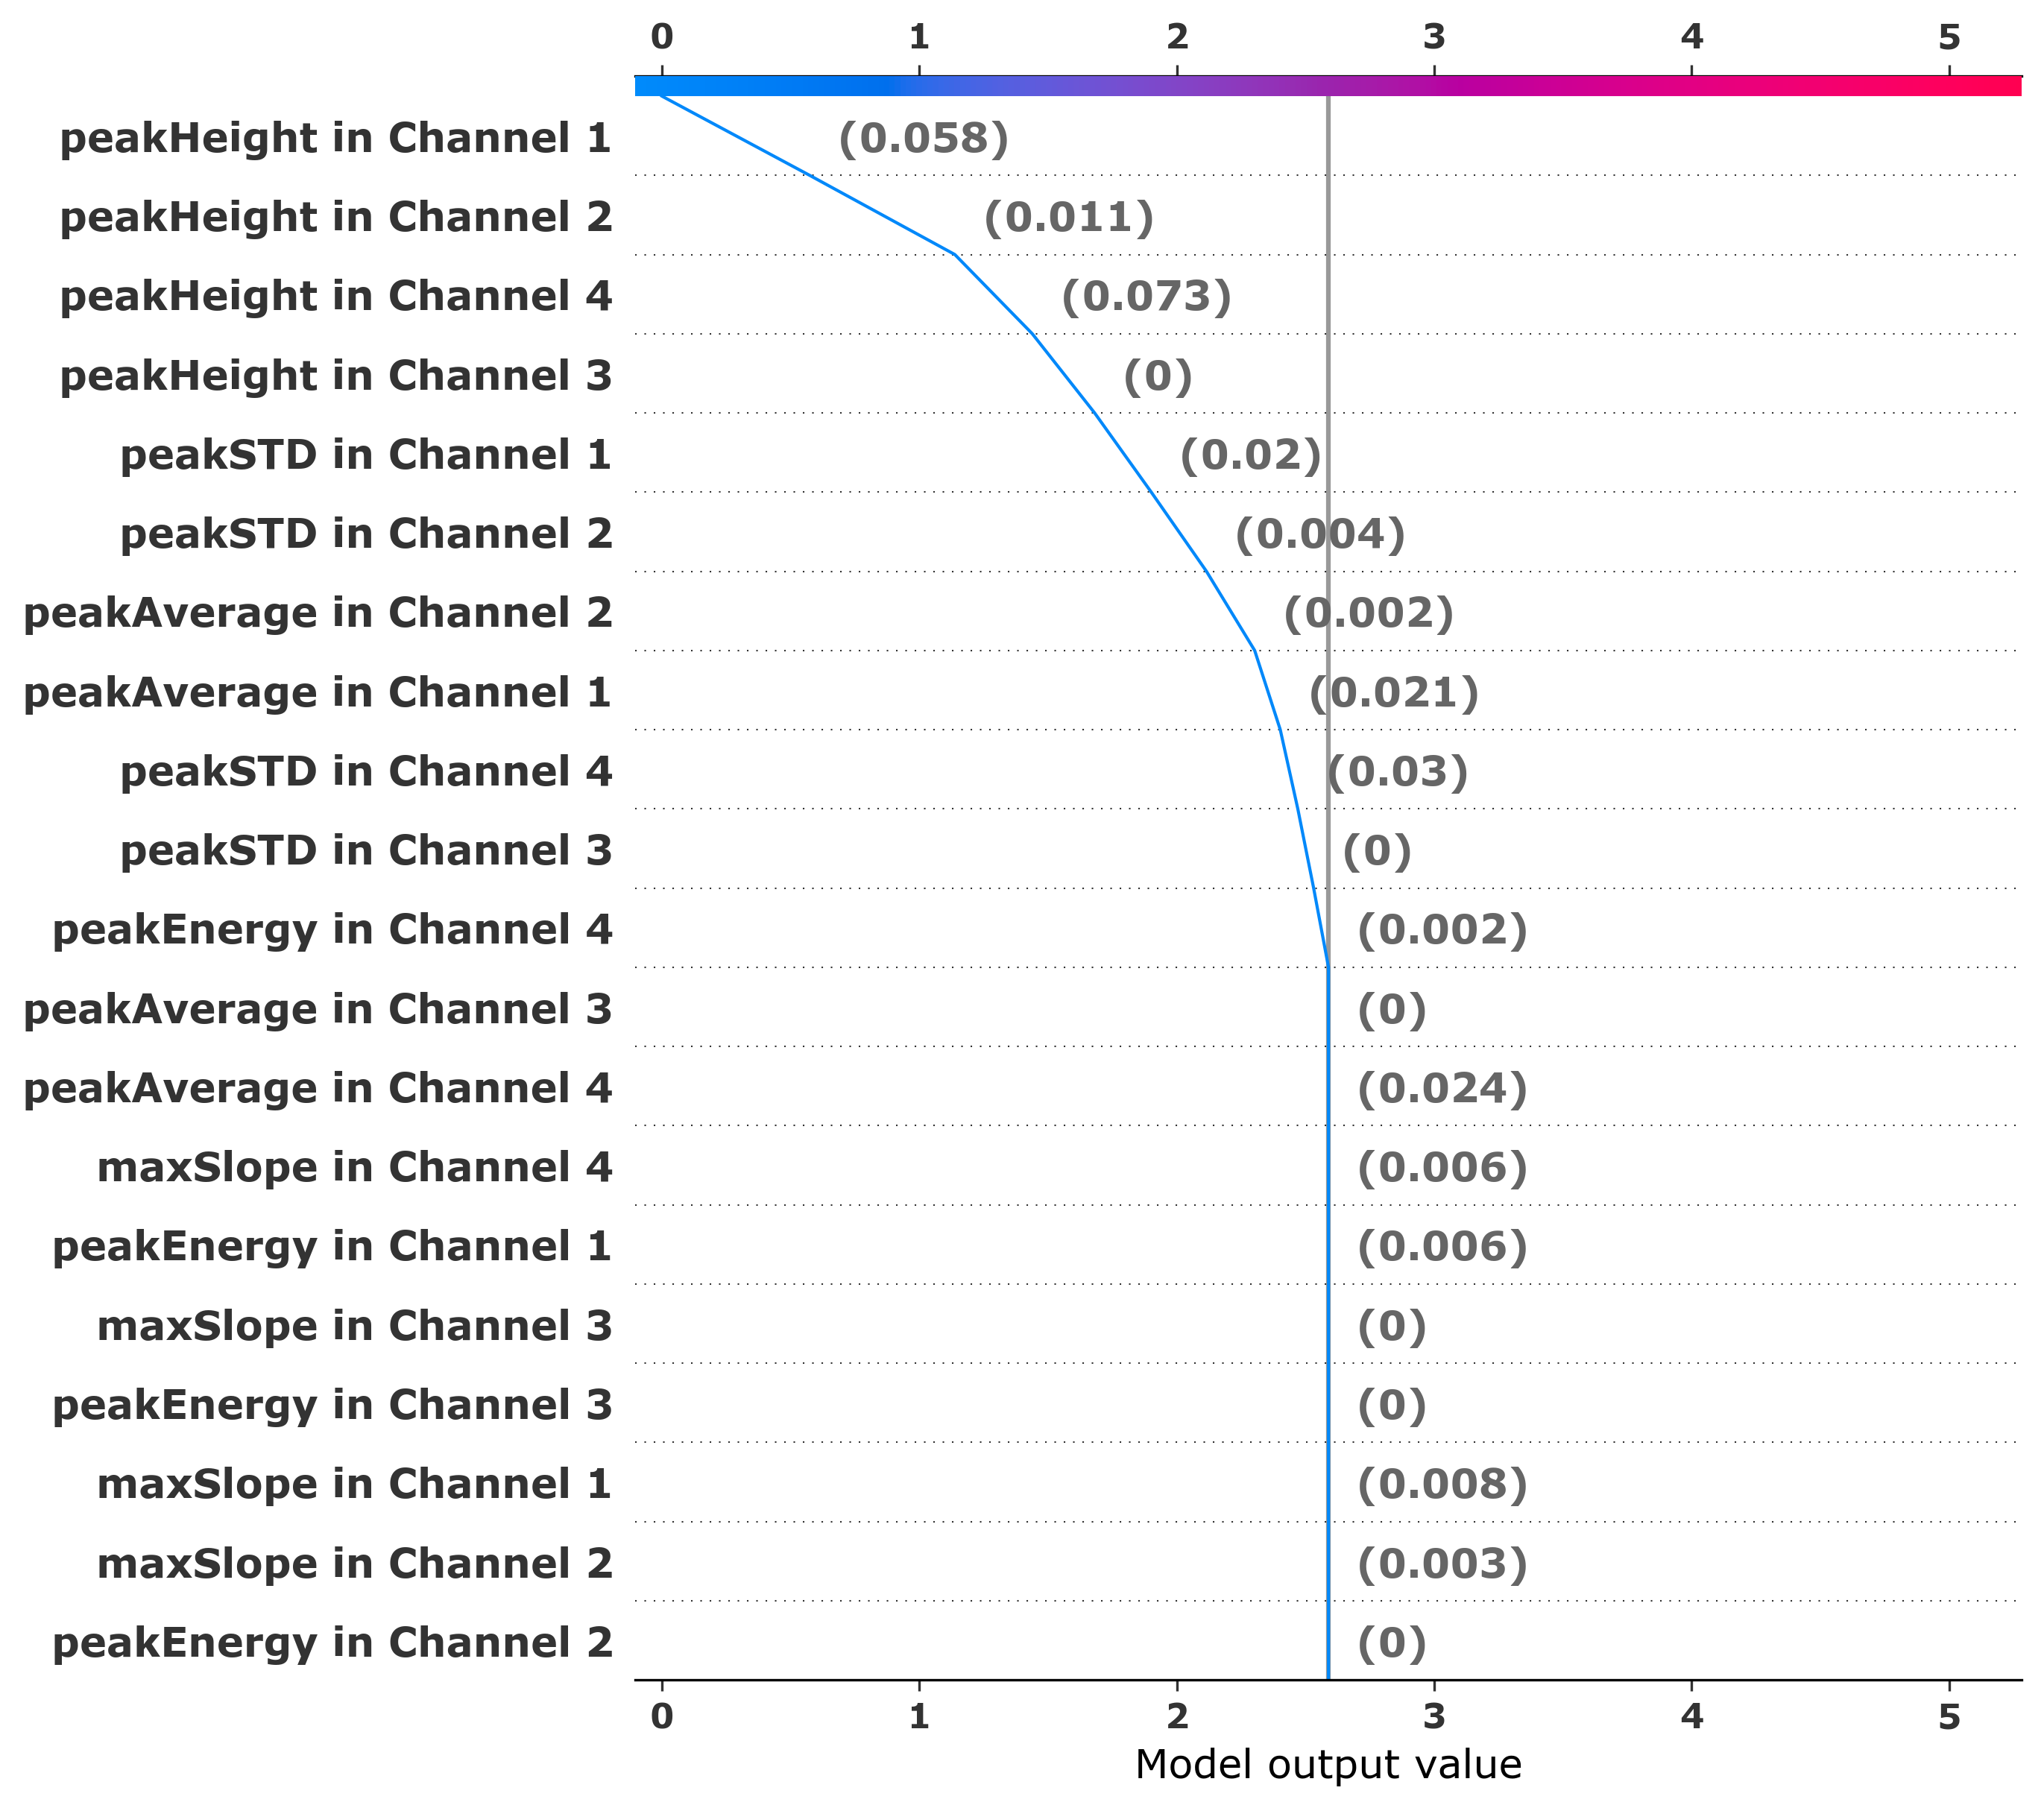 0 1 2 3 4 5
peakHeight in Channel 1 (0.058)
peakHeight in Channel 2 (0.011)
peakHeight in Channel 4 (0.073)
peakHeight in Channel 3 (0)
peakSTD in Channel 1 (0.02)
peakSTD in Channel 2 (0.004)
peakAverage in Channel 2 (0.002)
peakAverage in Channel 1 (0.021)
peakSTD in Channel 4 (0.03)
peakSTD in Channel 3 (0)
peakEnergy in Channel 4 (0.002)
peakAverage in Channel 3 (0)
peakAverage in Channel 4 (0.024)
maxSlope in Channel 4 (0.006)
peakEnergy in Channel 1 (0.006)
maxSlope in Channel 3 (0)
peakEnergy in Channel 3 (0)
maxSlope in Channel 1 (0.008)
maxSlope in Channel 2 (0.003)
peakEnergy in Channel 2 (0)
0 1 2 3 4 5
Model output value